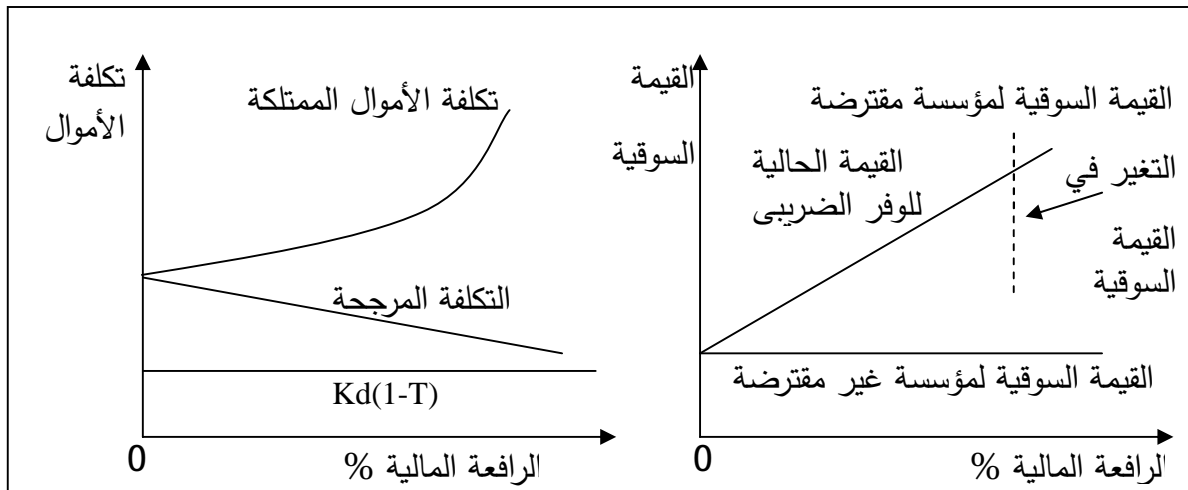 تكلفة
الأموال
تكلفة الأموال الممتلكة
التكلفة المرجحة
Kd(1-T)
0
الرافعة المالية %
القيمة
السوقية
القيمة السوقية لمؤسسة مقترضة
القيمة الحالية
للوفر الضريبى
التغير في
القيمة
السوقية
القيمة السوقية لمؤسسة غير مقترضة
0
الرافعة المالية %